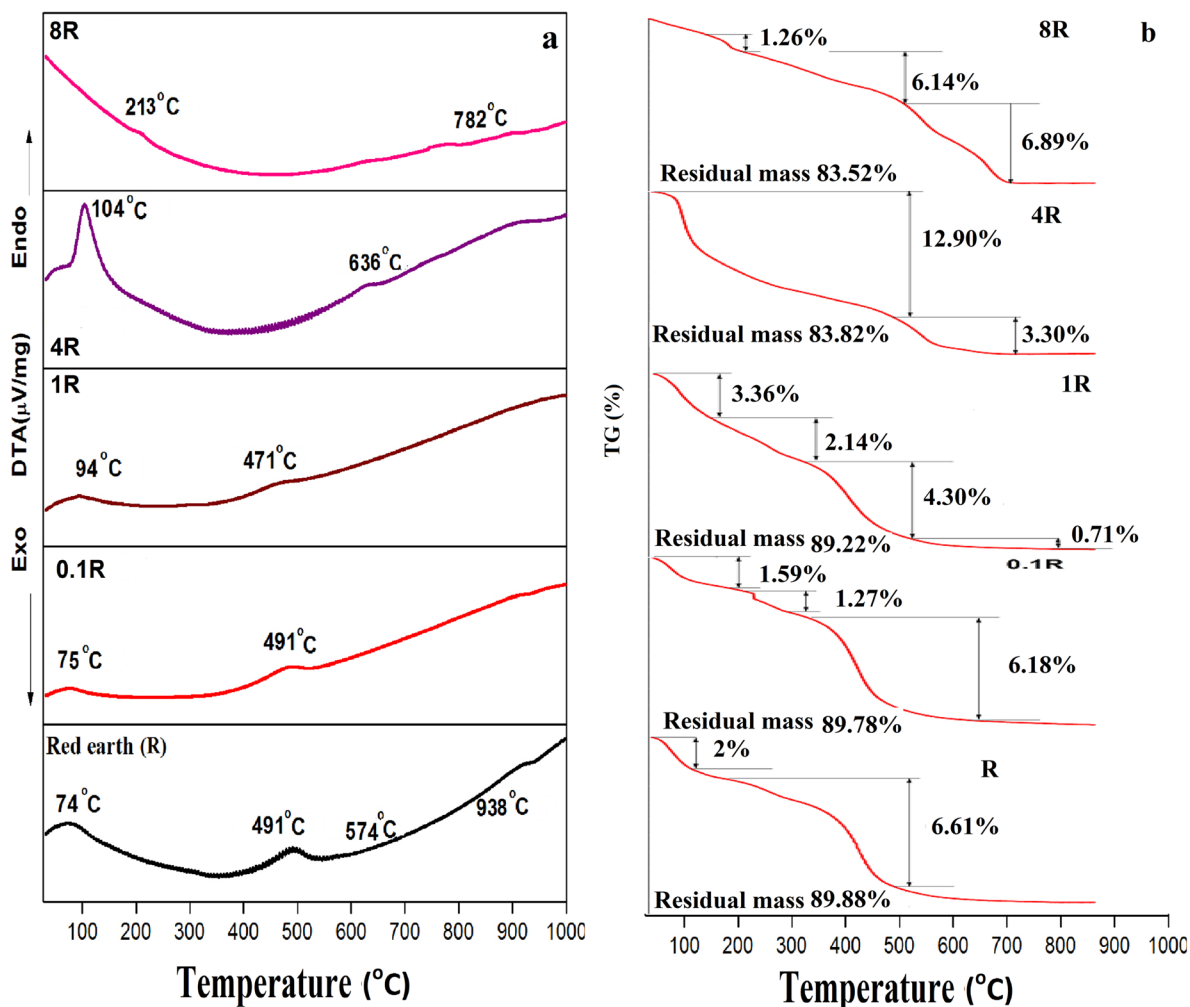 8R
a
213°C
782°C
104°C
636°C
4R
1R
94°C
471°C
0.1R
75°C
491°C
Red earth (R)
74°C
491°C
574°C
938°C
Exo DTA(μV/mg) Endo
100 200 300 400 500 600 700 800 900 1000
Temperature (°C)
b
8R
1.26%
6.14%
6.89%
Residual mass 83.52%
4R
12.90%
3.30%
Residual mass 83.82%
1R
3.36%
2.14%
4.30%
0.71%
Residual mass 89.22%
0.1R
1.59%
1.27%
6.18%
Residual mass 89.78%
R
2%
6.61%
Residual mass 89.88%
TG (%)
100 200 300 400 500 600 700 800 900 1000
Temperature (°C)